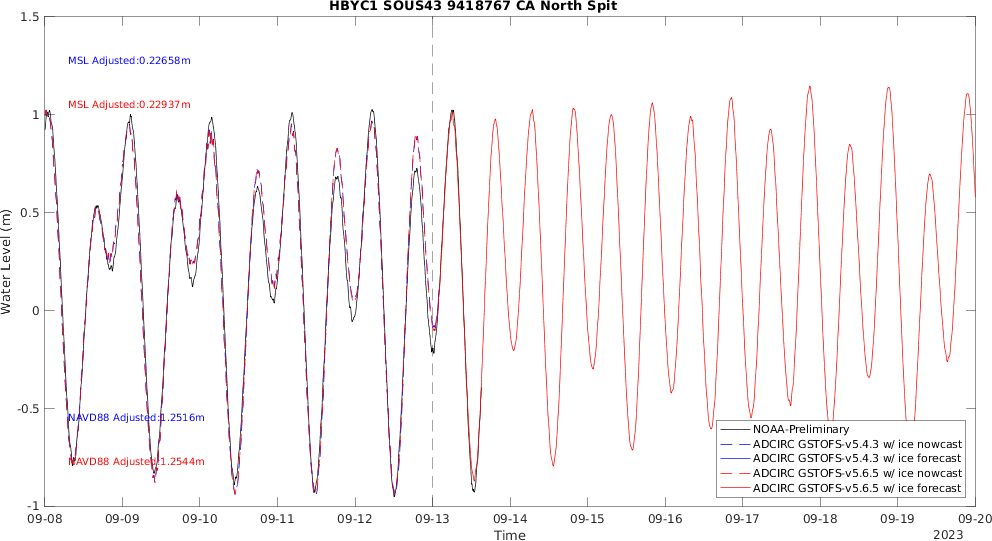 HBYC1 SOUS43 9418767 CA North Spit
1.5
MSL Adjusted:0.22658m
MSL Adjusted:0.22937m
1
0.5
Water Level (m)
0
-0.5
NAVD88 Adjusted:1.2516m
NAVD88 Adjusted:1.2544m
-1
NOAA-Preliminary
ADCIRC GSTOFS-v5.4.3 w/ ice nowcast
ADCIRC GSTOFS-v5.4.3 w/ ice forecast
ADCIRC GSTOFS-v5.6.5 w/ ice nowcast
ADCIRC GSTOFS-v5.6.5 w/ ice forecast
09-08 09-09 09-10 09-11 09-12 09-13 09-14 09-15 09-16 09-17 09-18 09-19 09-20
Time
2023